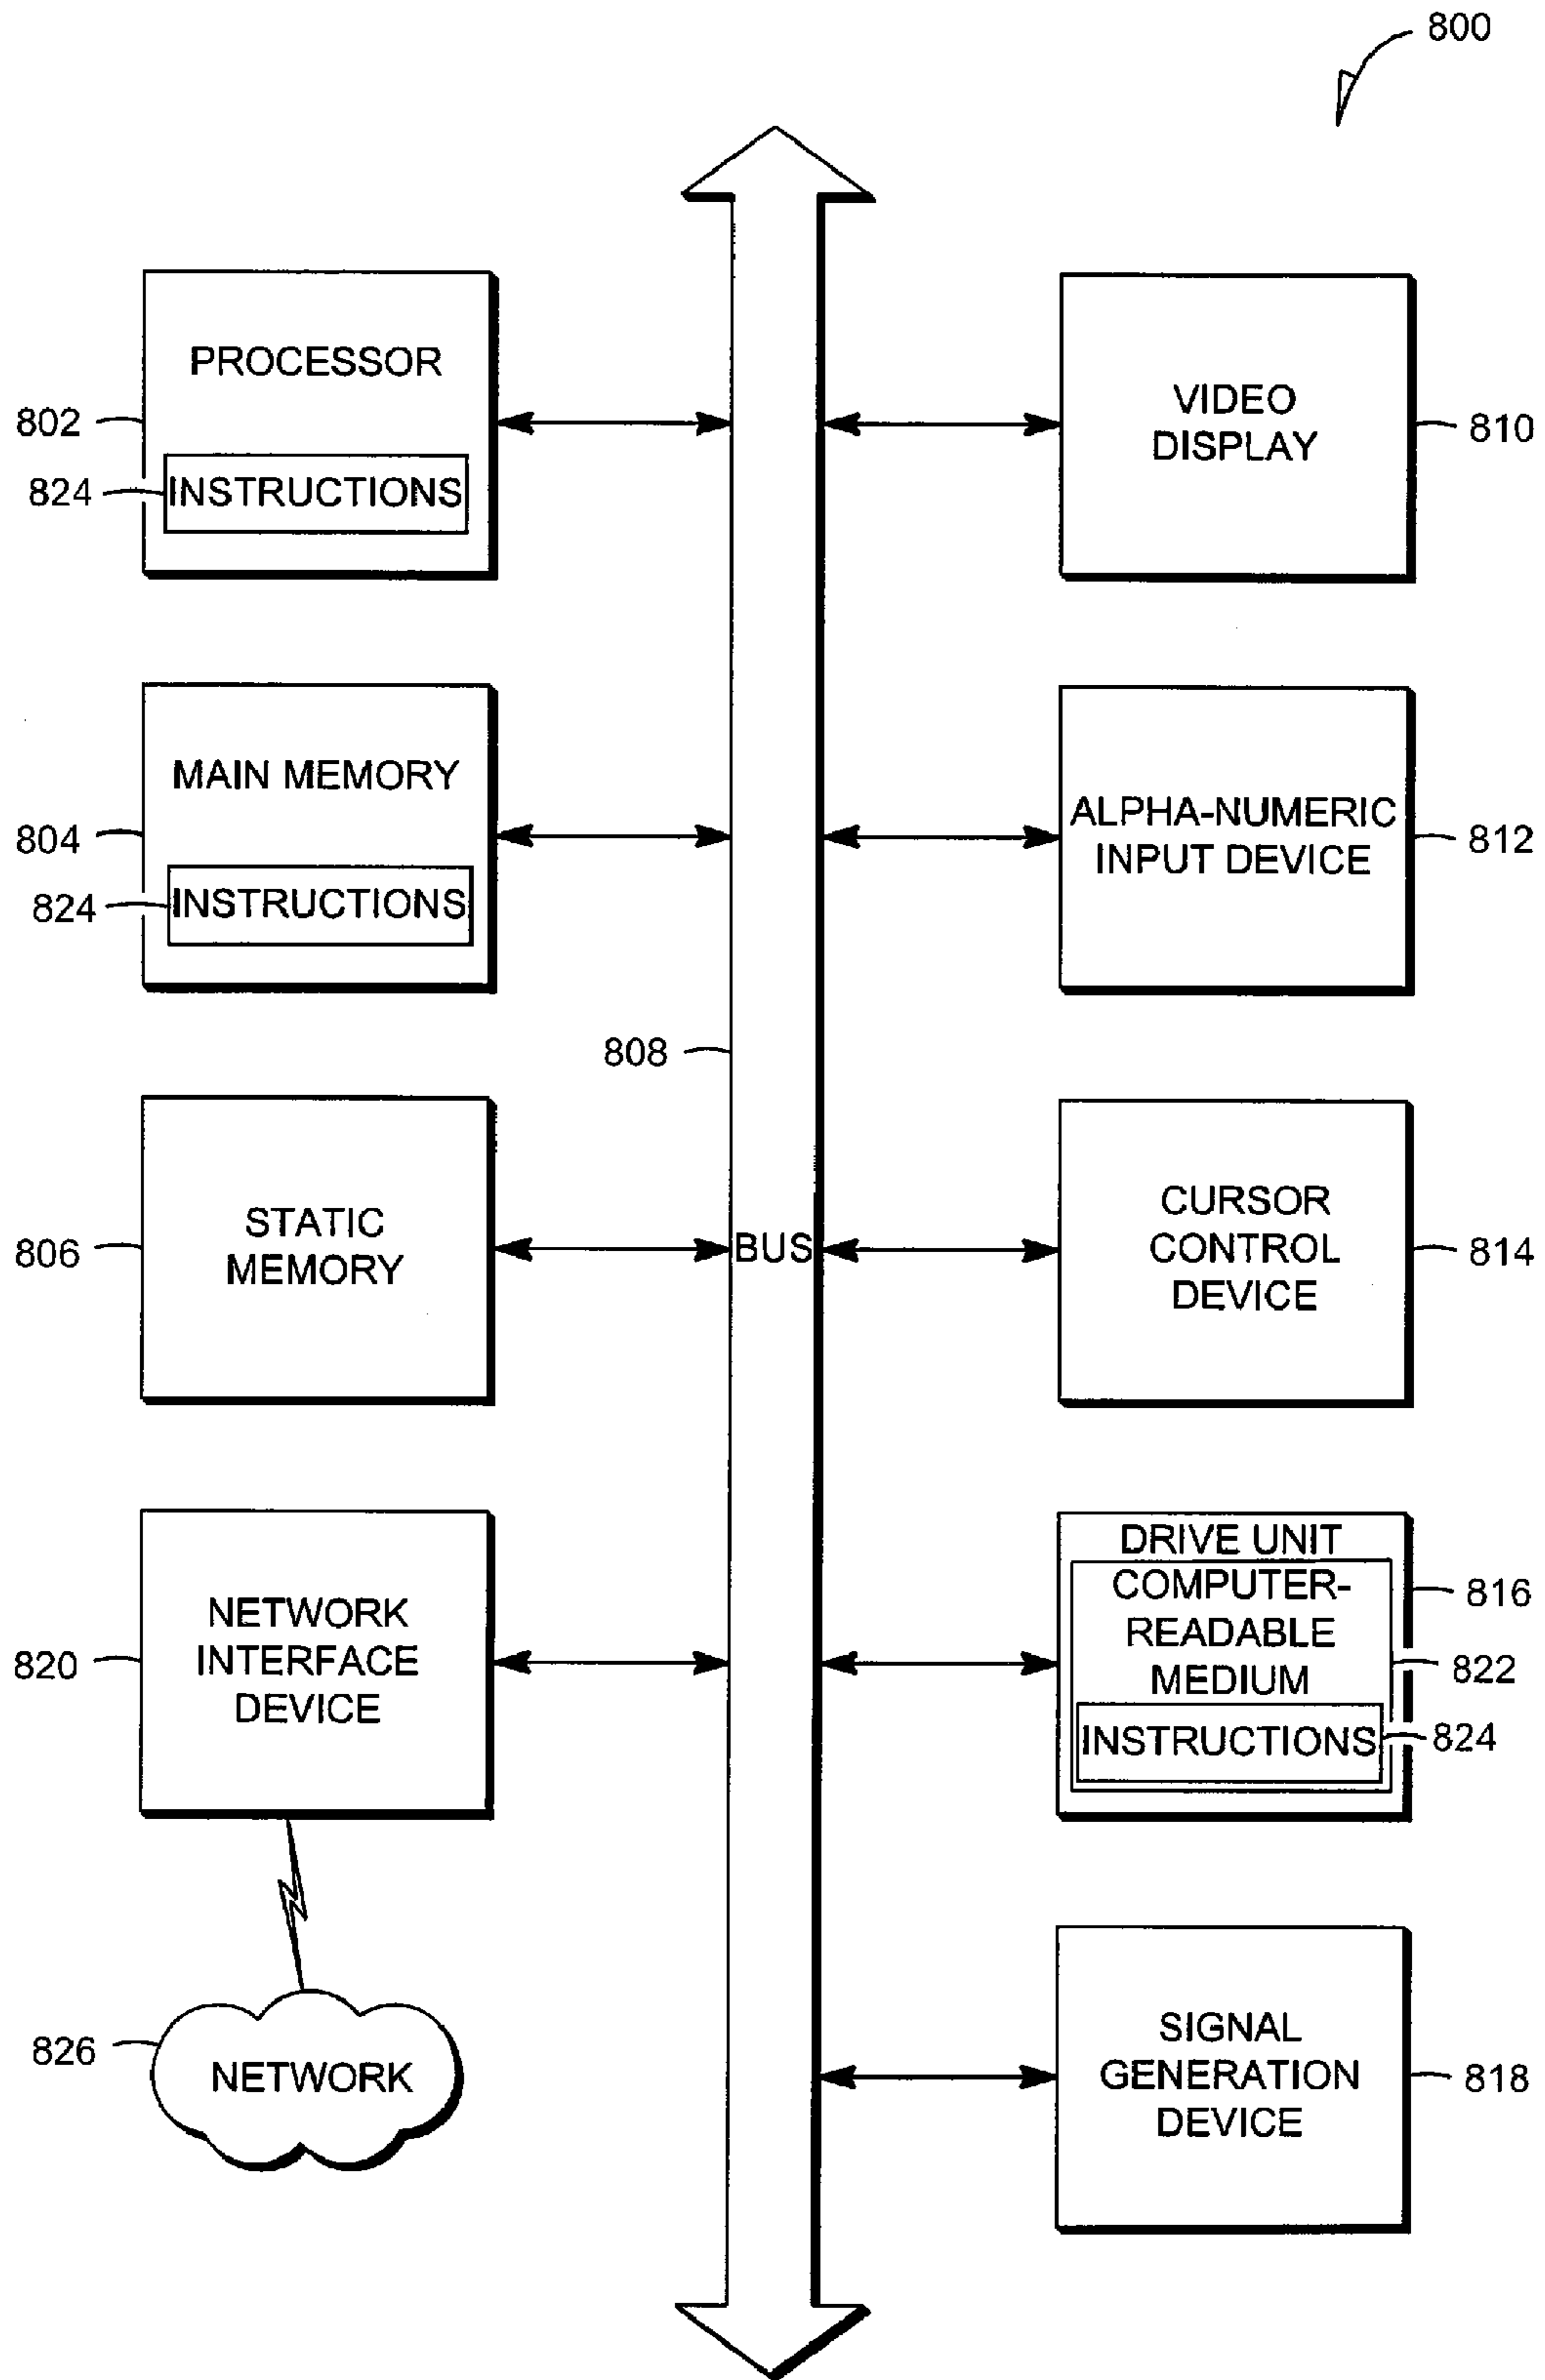 800
PROCESSOR
802
824
INSTRUCTIONS
VIDEO
DISPLAY
810
MAIN MEMORY
804
824
INSTRUCTIONS
ALPHA-NUMERIC
INPUT DEVICE
812
808
STATIC
MEMORY
806
BUS
CURSOR
CONTROL
DEVICE
814
NETWORK
INTERFACE
DEVICE
820
DRIVE UNIT
COMPUTER-
READABLE
MEDIUM
816
822
INSTRUCTIONS
824
826
NETWORK
SIGNAL
GENERATION
DEVICE
818